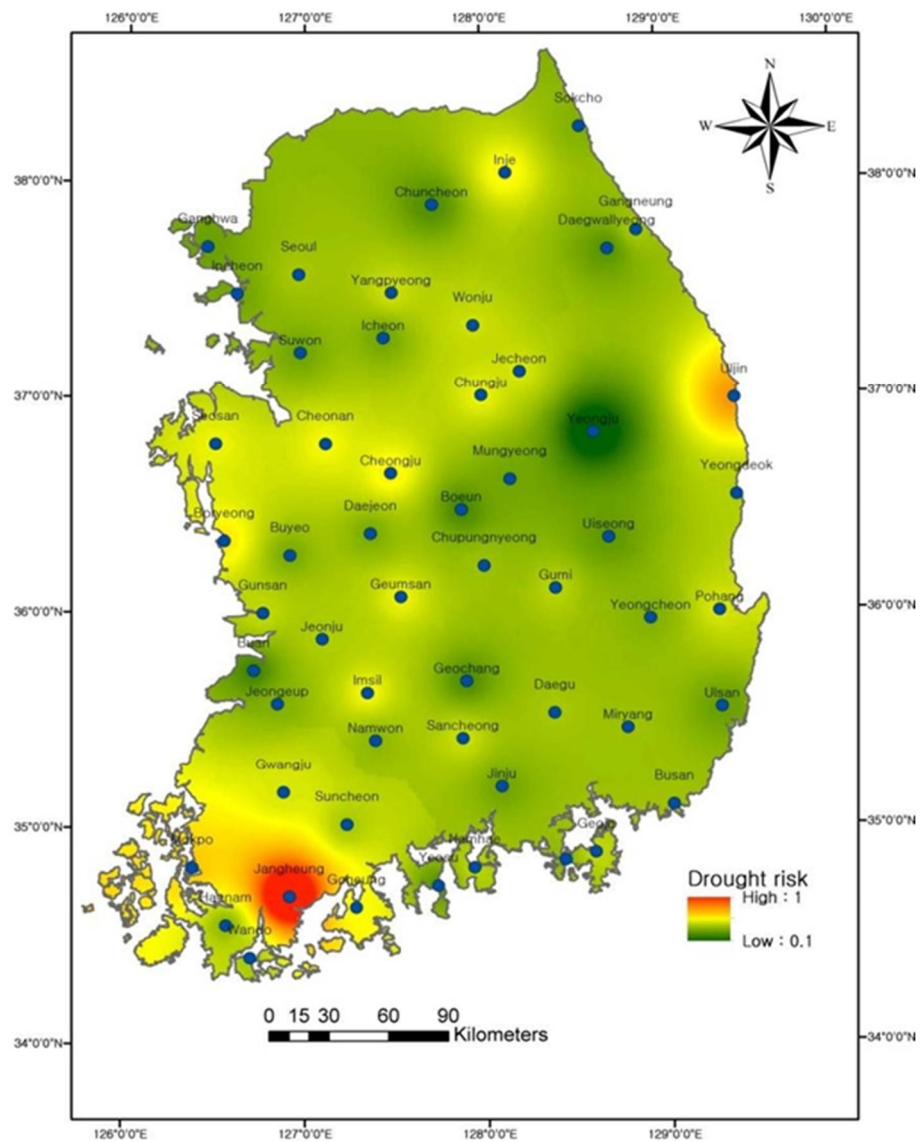 126°0'0"E 127°0'0"E 128°0'0"E 129°0'0"E 130°0'0"E
N
W E
S
Sokcho
Inje
38°0'0"N 38°0'0"N
Chuncheon
Gangneung
Ganghwa Daegwallyeong
Seoul
Incheon
Yangpyeong
Wonju
Icheon
Suwon
Jecheon
Uljin
Chungju
37°0'0"N 37°0'0"N
Seosan Cheonan Yeongju
Mungyeong
Cheongju Yeongdeok
Boeun
Daejeon
Boryeong
Buyeo Uiseong
Chupungnyeong
Gumi
Gunsan Geumsan
Pohang
36°0'0"N 36°0'0"N
Yeongcheon
Jeonju
Buan
Geochang
Imsil Daegu
Jeongeup Ulsan
Miryang
Namwon Sancheong
Gwangju Jinju Busan
Suncheon
35°0'0"N 35°0'0"N
Geoje
Mokpo Namhae
Yeosu
Jangheung
Goheung Drought risk
High : 1
Haenam
Wando Low : 0.1
0 15 30 60 90
Kilometers
34°0'0"N 34°0'0"N
126°0'0"E 127°0'0"E 128°0'0"E 129°0'0"E